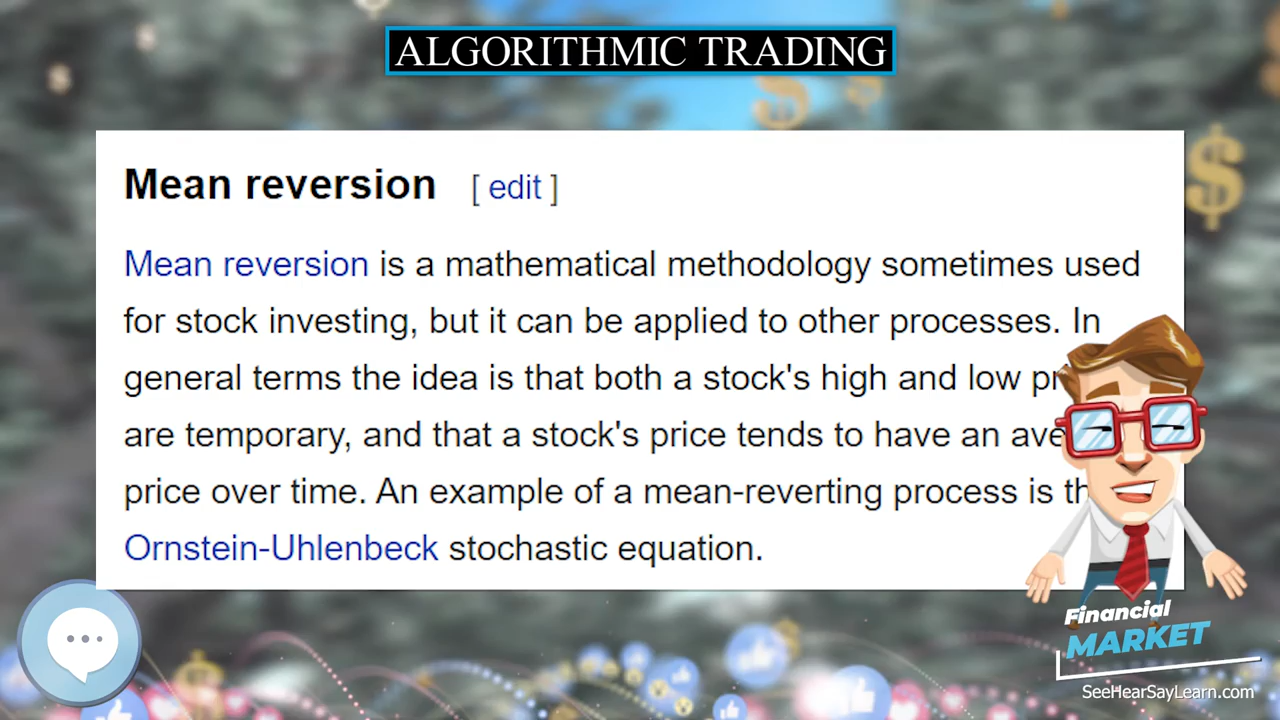 ALGORITHMIC TRADING
Mean reversion [ edit ]
Mean reversion is a mathematical methodology sometimes used
for stock investing, but it can be applied to other processes. In
general terms the idea is that both a stock's high and low
are temporary, and that a stock's price tends to have an
price over time. An example of a mean-reverting process is
Ornstein-Uhlenbeck stochastic equation.
Financial
MARKET
SeeHearSayLearn.com